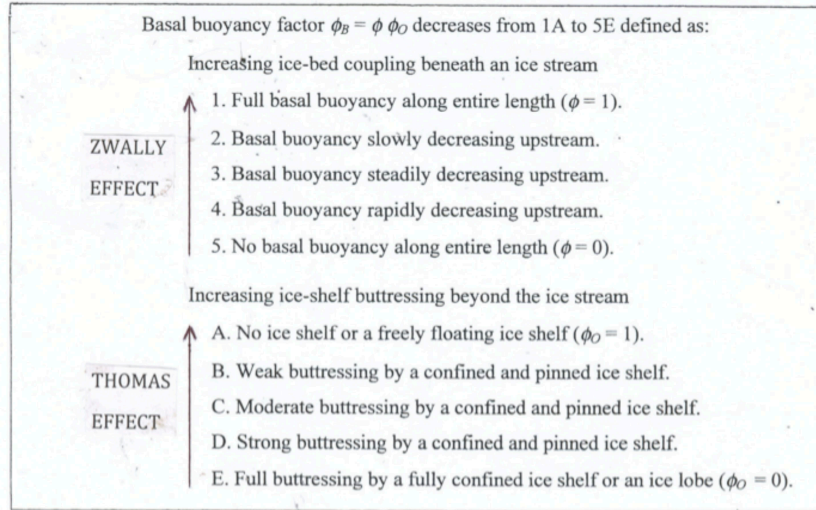 Basal buoyancy factor ϕB = ϕ ϕO decreases from 1A to 5E defined as:
Increasing ice-bed coupling beneath an ice stream
1. Full basal buoyancy along entire length (ϕ = 1).
2. Basal buoyancy slowly decreasing upstream.
3. Basal buoyancy steadily decreasing upstream.
4. Basal buoyancy rapidly decreasing upstream.
5. No basal buoyancy along entire length (ϕ = 0).
ZWALLY
EFFECT
Increasing ice-shelf buttressing beyond the ice stream
A. No ice shelf or a freely floating ice shelf (ϕO = 1).
B. Weak buttressing by a confined and pinned ice shelf.
C. Moderate buttressing by a confined and pinned ice shelf.
D. Strong buttressing by a confined and pinned ice shelf.
E. Full buttressing by a fully confined ice shelf or an ice lobe (ϕO = 0).
THOMAS
EFFECT